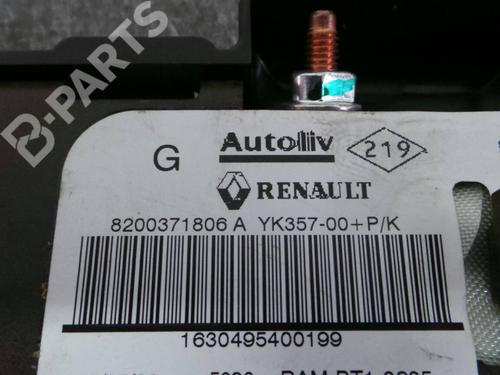 B-PARTS
G
Autoliv
219
RENAULT
8200371806 A YK357-00+P/K
1630495400199